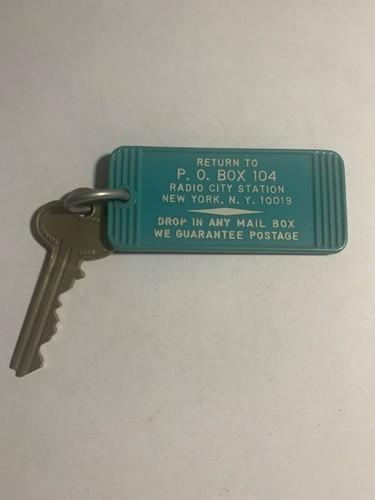 RETURN TO
P. O. BOX 104
RADIO CITY STATION
NEW YORK, N. Y. 10019
DROP IN ANY MAIL BOX
WE GUARANTEE POSTAGE